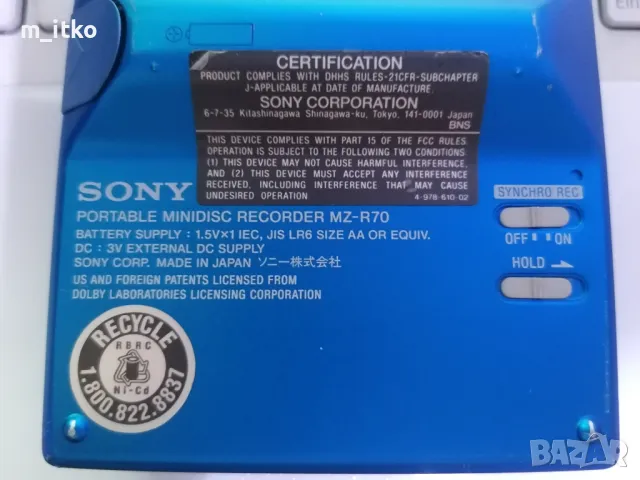 m_itko
Ein
CERTIFICATION
PRODUCT COMPLIES WITH DHHS RULES-21CFR-SUBCHAPTER
J-APPLICABLE AT DATE OF MANUFACTURE.
SONY CORPORATION
6-7-35 Kitashinagawa Shinagawa-ku, Tokyo, 141-0001 Japan
BNS
THIS DEVICE COMPLIES WITH PART 15 OF THE FCC RULES.
OPERATION IS SUBJECT TO THE FOLLOWING TWO CONDITIONS.
(1) THIS DEVICE MAY NOT CAUSE HARMFUL INTERFERENCE,
AND (2) THIS DEVICE MUST ACCEPT ANY INTERFERENCE
RECEIVED, INCLUDING INTERFERENCE THAT MAY CAUSE
UNDESIRED OPERATION.
4-978-610-02
SONY
PORTABLE MINIDISC RECORDER MZ-R70
BATTERY SUPPLY : 1.5V×1 IEC, JIS LR6 SIZE AA OR EQUIV.
DC : 3V EXTERNAL DC SUPPLY
SONY CORP. MADE IN JAPAN ソニー株式会社
US AND FOREIGN PATENTS LICENSED FROM
DOLBY LABORATORIES LICENSING CORPORATION
SYNCHRO REC
OFF ON
HOLD
RECYCLE
RBRC
Ni-Cd
1.800.822.8837
BAZAR